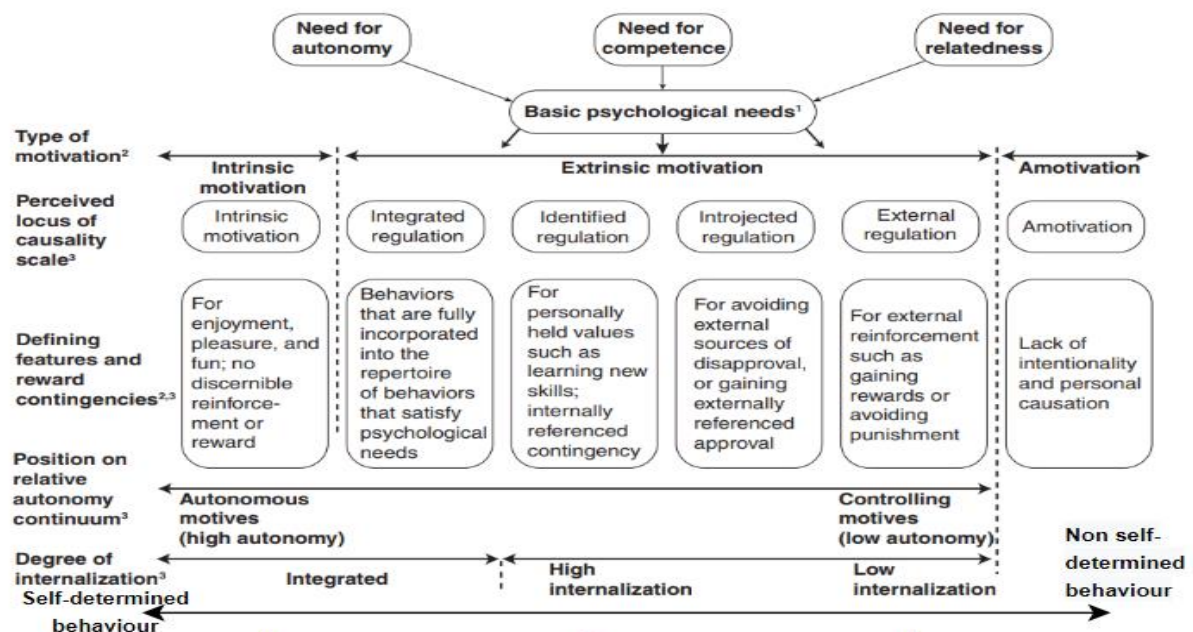 Need for
autonomy
Need for
competence
Need for
relatedness
Basic psychological needs¹
Type of
motivation²
Intrinsic
motivation
Extrinsic motivation
Amotivation
Perceived
locus of
causality
scale³
Intrinsic
motivation
Integrated
regulation
Identified
regulation
Introjected
regulation
External
regulation
Amotivation
Defining
features and
reward
contingencies²,³
For
enjoyment,
pleasure, and
fun; no
discernible
reinforce-
ment or
reward
Behaviors
that are fully
incorporated
into the
repertoire
of behaviors
that satisfy
psychological
needs
For
personally
held values
such as
learning new
skills;
internally
referenced
contingency
For avoiding
external
sources of
disapproval,
or gaining
externally
referenced
approval
For external
reinforcement
such as
gaining
rewards or
avoiding
punishment
Lack of
intentionality
and personal
causation
Position on
relative
autonomy
continuum³
Autonomous
motives
(high autonomy)
Controlling
motives
(low autonomy)
Degree of
internalization³
Integrated
High
internalization
Low
internalization
Non self-
determined
behaviour
Self-determined
behaviour